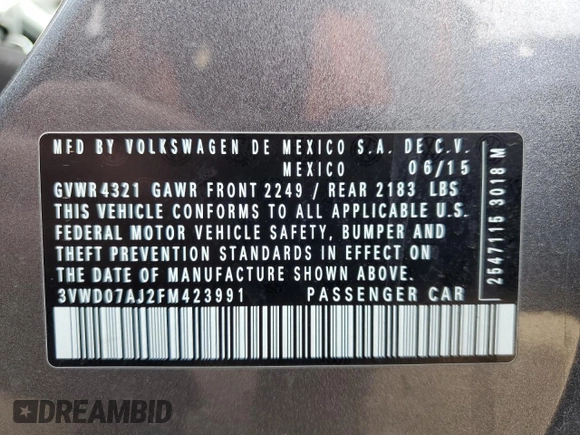 MFD BY VOLKSWAGEN DE MEXICO S.A. DE C.V.
MEXICO 06/15
GVWR 4321 GAWR FRONT 2249 / REAR 2183 LBS
THIS VEHICLE CONFORMS TO ALL APPLICABLE U.S.
FEDERAL MOTOR VEHICLE SAFETY, BUMPER AND
THEFT PREVENTION STANDARDS IN EFFECT ON
THE DATE OF MANUFACTURE SHOWN ABOVE.
3VWD07AJ2FM423991 PASSENGER CAR
2547115 3018 M
DREAMBID